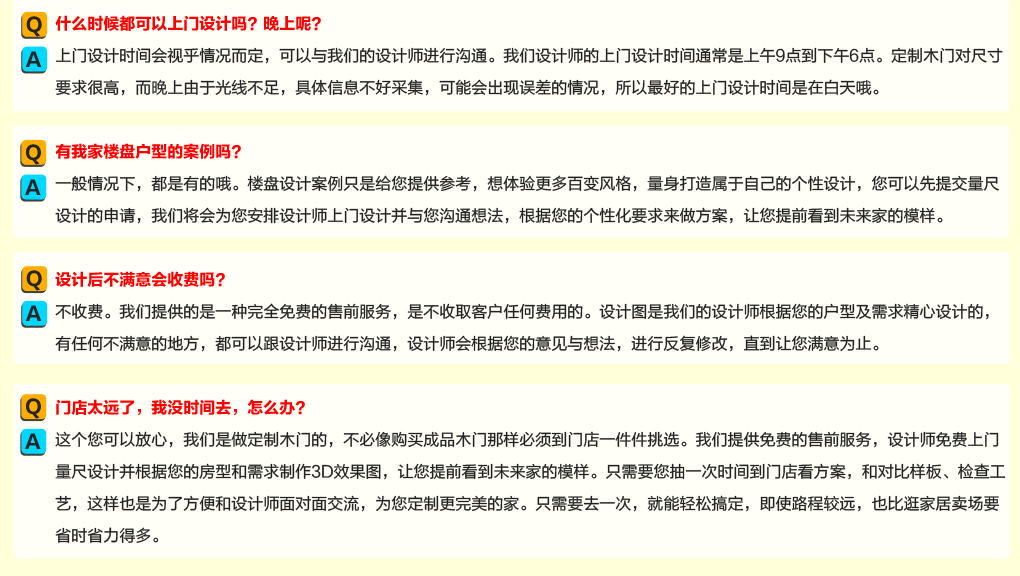 Q 什么时候都可以上门设计吗？晚上呢？
A 上门设计时间会视乎情况而定，可以与我们的设计师进行沟通。我们设计师的上门设计时间通常是上午9点到下午6点。定制木门对尺寸
要求很高，而晚上由于光线不足，具体信息不好采集，可能会出现误差的情况，所以最好的上门设计时间是在白天哦。
Q 有我家楼盘户型的案例吗？
A 一般情况下，都是有的哦。楼盘设计案例只是给您提供参考，想体验更多百变风格，量身打造属于自己的个性设计，您可以先提交量尺
设计的申请，我们将会为您安排设计师上门设计并与您沟通想法，根据您的个性化要求来做方案，让您提前看到未来家的模样。
Q 设计后不满意会收费吗？
A 不收费。我们提供的是一种完全免费的售前服务，是不收取客户任何费用的。设计图是我们的设计师根据您的户型及需求精心设计的，
有任何不满意的地方，都可以跟设计师进行沟通，设计师会根据您的意见与想法，进行反复修改，直到让您满意为止。
Q 门店太远了，我没时间去，怎么办？
A 这个您可以放心，我们是做定制木门的，不必像购买成品木门那样必须到门店一件件挑选。我们提供免费的售前服务，设计师免费上门
量尺设计并根据您的房型和需求制作3D效果图，让您提前看到未来家的模样。只需要您抽一次时间到门店看方案，和对比样板、检查工
艺，这样也是为了方便和设计师面对面交流，为您定制更完美的家。只需要去一次，就能轻松搞定，即使路程较远，也比逛家居卖场要
省时省力得多。